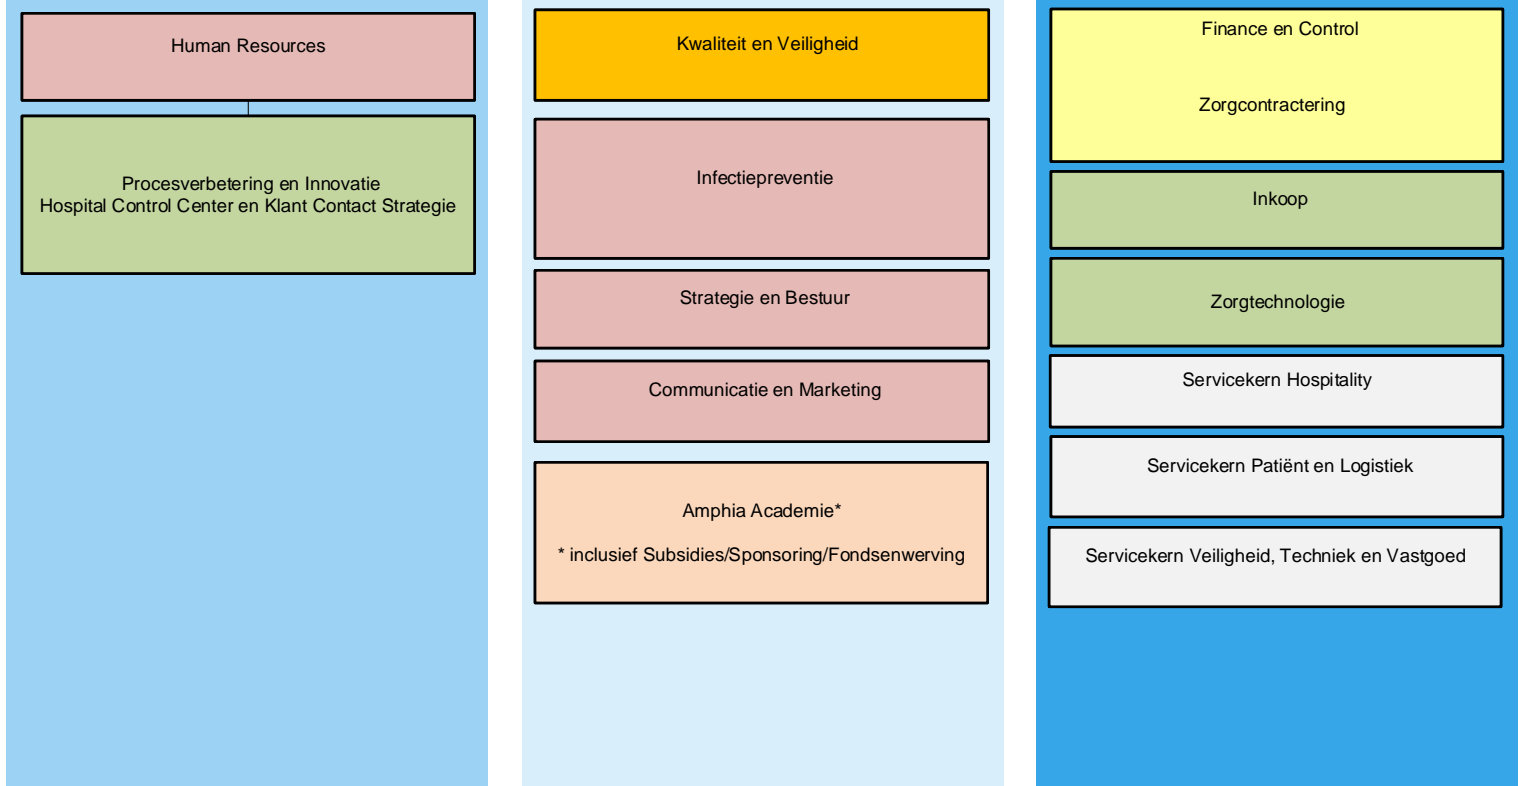 Human Resources
Procesverbetering en Innovatie
Hospital Control Center en Klant Contact Strategie
Kwaliteit en Veiligheid
Infectiepreventie
Strategie en Bestuur
Communicatie en Marketing
Amphia Academie*
* inclusief Subsidies/Sponsoring/Fondsenwerving
Finance en Control
Zorgcontractering
Inkoop
Zorgtechnologie
Servicekern Hospitality
Servicekern Patiënt en Logistiek
Servicekern Veiligheid, Techniek en Vastgoed